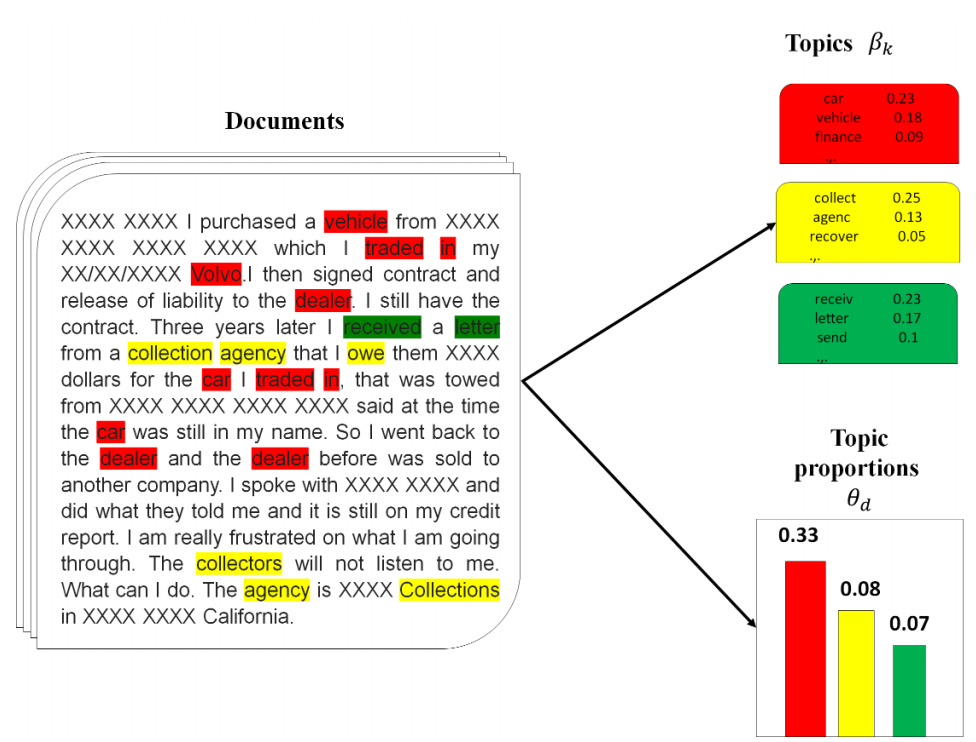 Documents
XXXX XXXX I purchased a vehicle from XXXX
XXXX XXXX XXXX which I traded in my
XX/XX/XXXX Volvo.I then signed contract and
release of liability to the dealer. I still have the
contract. Three years later I received a letter
from a collection agency that I owe them XXXX
dollars for the car I traded in, that was towed
from XXXX XXXX XXXX XXXX said at the time
the car was still in my name. So I went back to
the dealer and the dealer before was sold to
another company. I spoke with XXXX XXXX and
did what they told me and it is still on my credit
report. I am really frustrated on what I am going
through. The collectors will not listen to me.
What can I do. The agency is XXXX Collections
in XXXX XXXX California.
Topics β_k
car 0.23
vehicle 0.18
finance 0.09
collect 0.25
agenc 0.13
recover 0.05
receiv 0.23
letter 0.17
send 0.1
Topic
proportions
θ_d
0.33
0.08
0.07